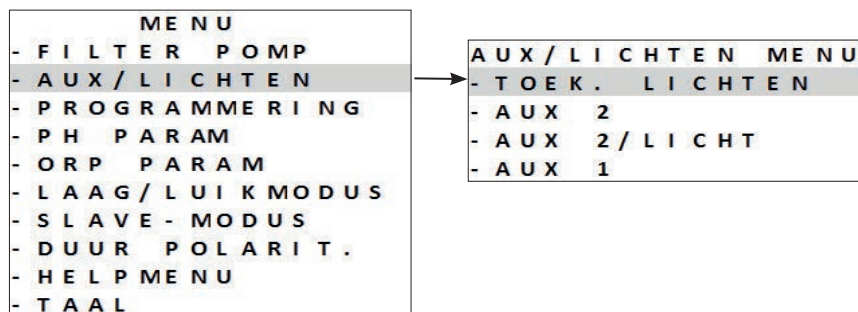 MENU
- FILTER POMP
- AUX/LICHTEN
- PROGRAMMERING
- PH PARAM
- ORP PARAM
- LAAG/LUIKMODUS
- SLAVE-MODUS
- DUUR POLARIT.
- HELPMENU
- TAAL
AUX/LICHTEN MENU
- TOEK. LICHTEN
- AUX 2
- AUX 2/LICHT
- AUX 1